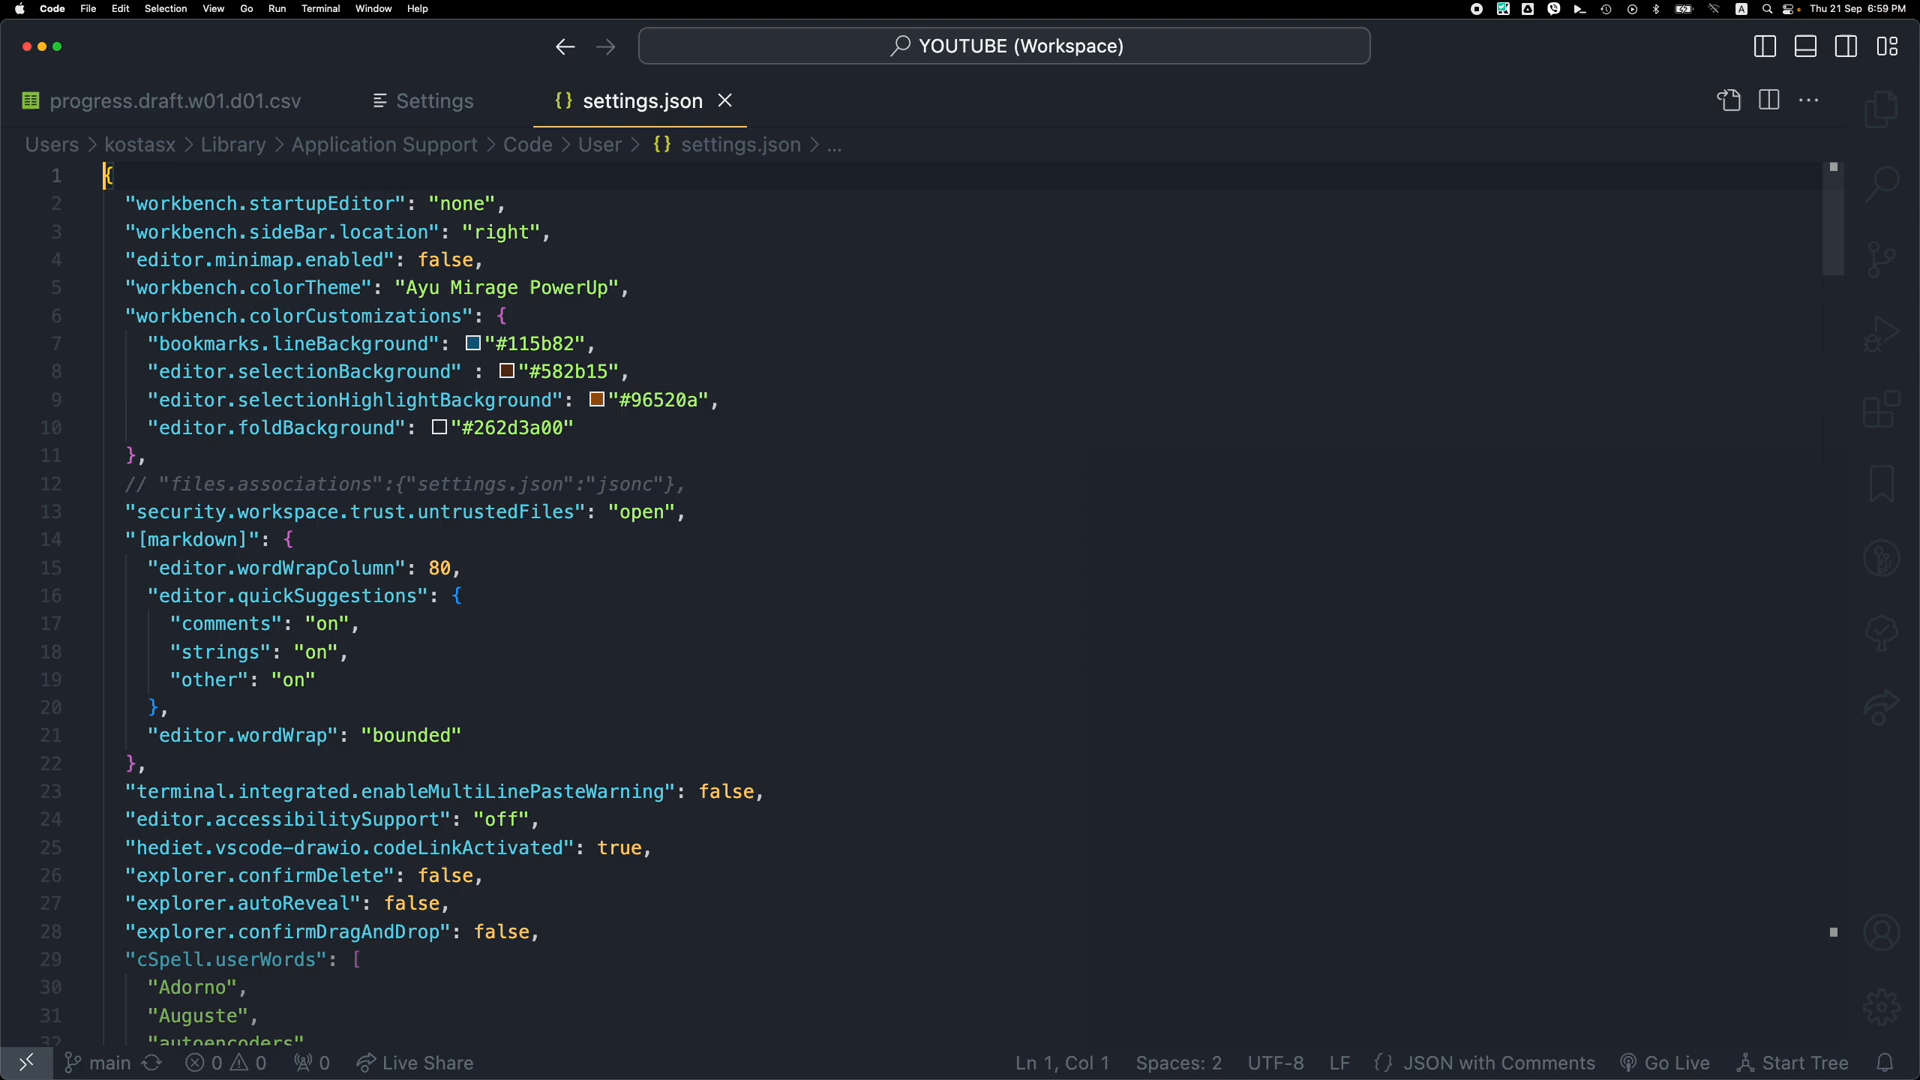 Code File Edit Selection View Go Run Terminal Window Help A Thu 21 Sep 6:59 PM
YOUTUBE (Workspace)
progress.draft.w01.d01.csv Settings {} settings.json
Users > kostasx > Library > Application Support > Code > User > {} settings.json > ...
1 {
2 "workbench.startupEditor": "none",
3 "workbench.sideBar.location": "right",
4 "editor.minimap.enabled": false,
5 "workbench.colorTheme": "Ayu Mirage PowerUp",
6 "workbench.colorCustomizations": {
7 "bookmarks.lineBackground": "#115b82",
8 "editor.selectionBackground" : "#582b15",
9 "editor.selectionHighlightBackground": "#96520a",
10 "editor.foldBackground": "#262d3a00"
11 },
12 // "files.associations":{"settings.json":"jsonc"},
13 "security.workspace.trust.untrustedFiles": "open",
14 "[markdown]": {
15 "editor.wordWrapColumn": 80,
16 "editor.quickSuggestions": {
17 "comments": "on",
18 "strings": "on",
19 "other": "on"
20 },
21 "editor.wordWrap": "bounded"
22 },
23 "terminal.integrated.enableMultiLinePasteWarning": false,
24 "editor.accessibilitySupport": "off",
25 "hediet.vscode-drawio.codeLinkActivated": true,
26 "explorer.confirmDelete": false,
27 "explorer.autoReveal": false,
28 "explorer.confirmDragAndDrop": false,
29 "cSpell.userWords": [
30 "Adorno",
31 "Auguste",
32 "autoencoders"
main 0 0 0 Live Share Ln 1, Col 1 Spaces: 2 UTF-8 LF {} JSON with Comments Go Live Start Tree